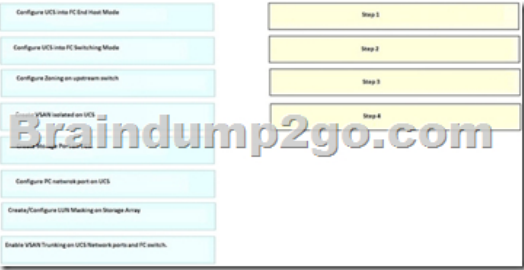 Configure UCS into FC End Host Mode
Step 1
Configure UCS into FC Switching Mode
Step 2
Configure Zoning on upstream switch
Step 3
VSAN isolated on UCS
Step 4
Braindump2go.com
Storage
Configure FC network port on UCS
Create/Configure LUN Masking on Storage Array
Enable VSAN Trunking on UCS Network ports and FC switch.